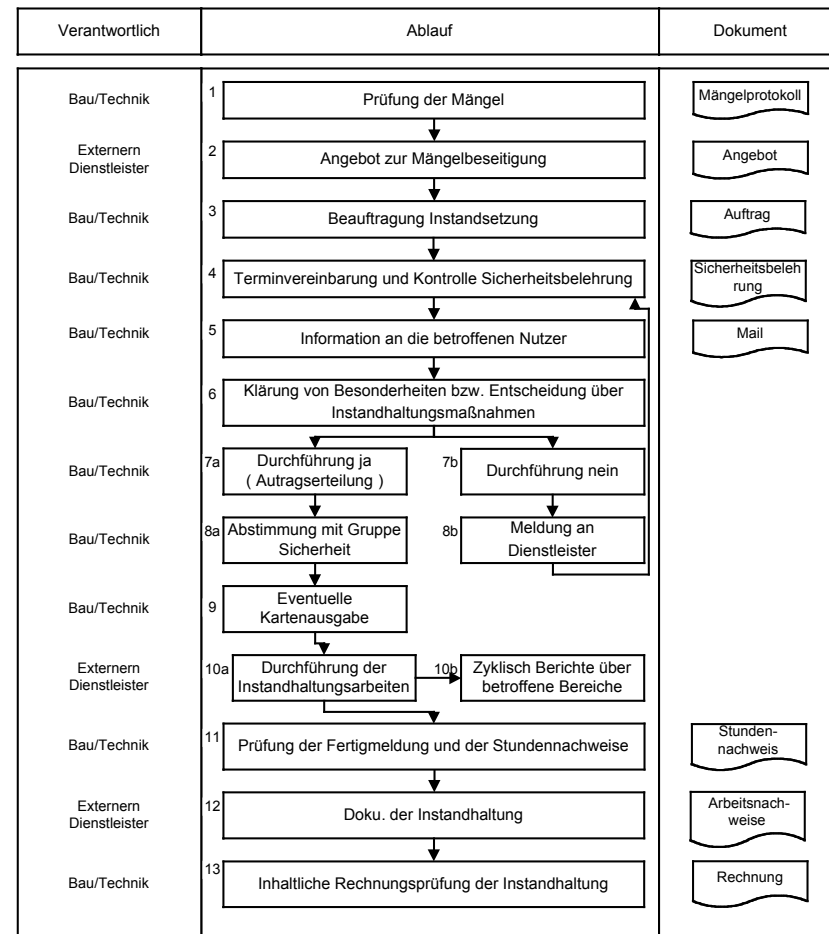 Verantwortlich
Ablauf
Dokument
Bau/Technik
1
Prüfung der Mängel
Mängelprotokoll
Externern
Dienstleister
2
Angebot zur Mängelbeseitigung
Angebot
Bau/Technik
3
Beauftragung Instandsetzung
Auftrag
Bau/Technik
4
Terminvereinbarung und Kontrolle Sicherheitsbelehrung
Sicherheitsbeleh
rung
Bau/Technik
5
Information an die betroffenen Nutzer
Mail
Bau/Technik
6
Klärung von Besonderheiten bzw. Entscheidung über
Instandhaltungsmaßnahmen
Bau/Technik
7a
Durchführung ja
( Autragserteilung )
7b
Durchführung nein
Bau/Technik
8a
Abstimmung mit Gruppe
Sicherheit
8b
Meldung an
Dienstleister
Bau/Technik
9
Eventuelle
Kartenausgabe
Externern
Dienstleister
10a
Durchführung der
Instandhaltungsarbeiten
10b
Zyklisch Berichte über
betroffene Bereiche
Bau/Technik
11
Prüfung der Fertigmeldung und der Stundennachweise
Stunden-
nachweis
Externern
Dienstleister
12
Doku. der Instandhaltung
Arbeitsnach-
weise
Bau/Technik
13
Inhaltliche Rechnungsprüfung der Instandhaltung
Rechnung